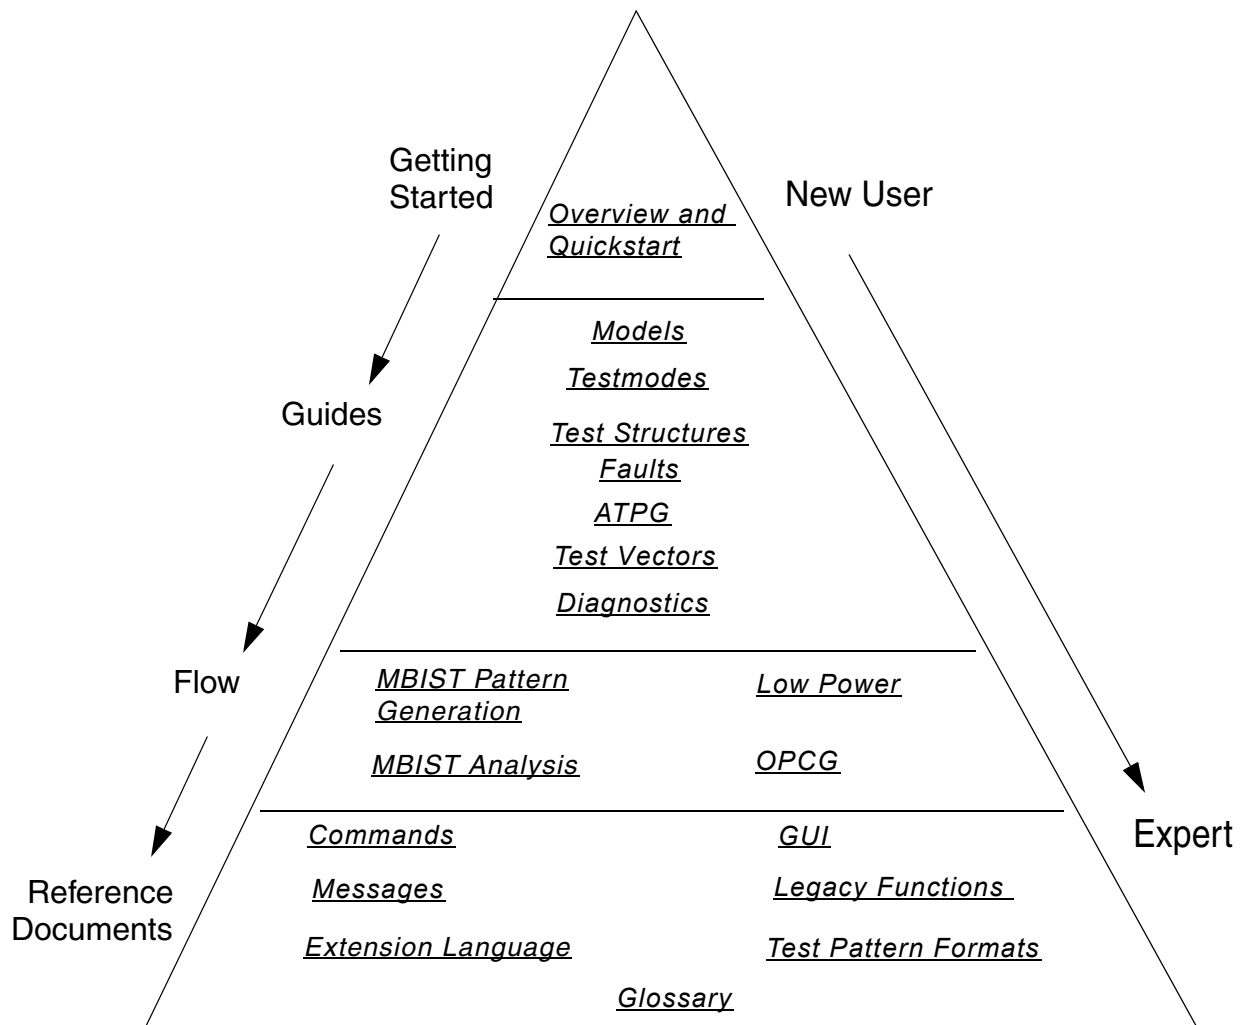 Getting
Started
New User
Overview and
Quickstart
Models
Testmodes
Guides
Test Structures
Faults
ATPG
Test Vectors
Diagnostics
Flow
MBIST Pattern
Generation
Low Power
MBIST Analysis
OPCG
Commands
GUI
Expert
Reference
Documents
Messages
Legacy Functions
Extension Language
Test Pattern Formats
Glossary